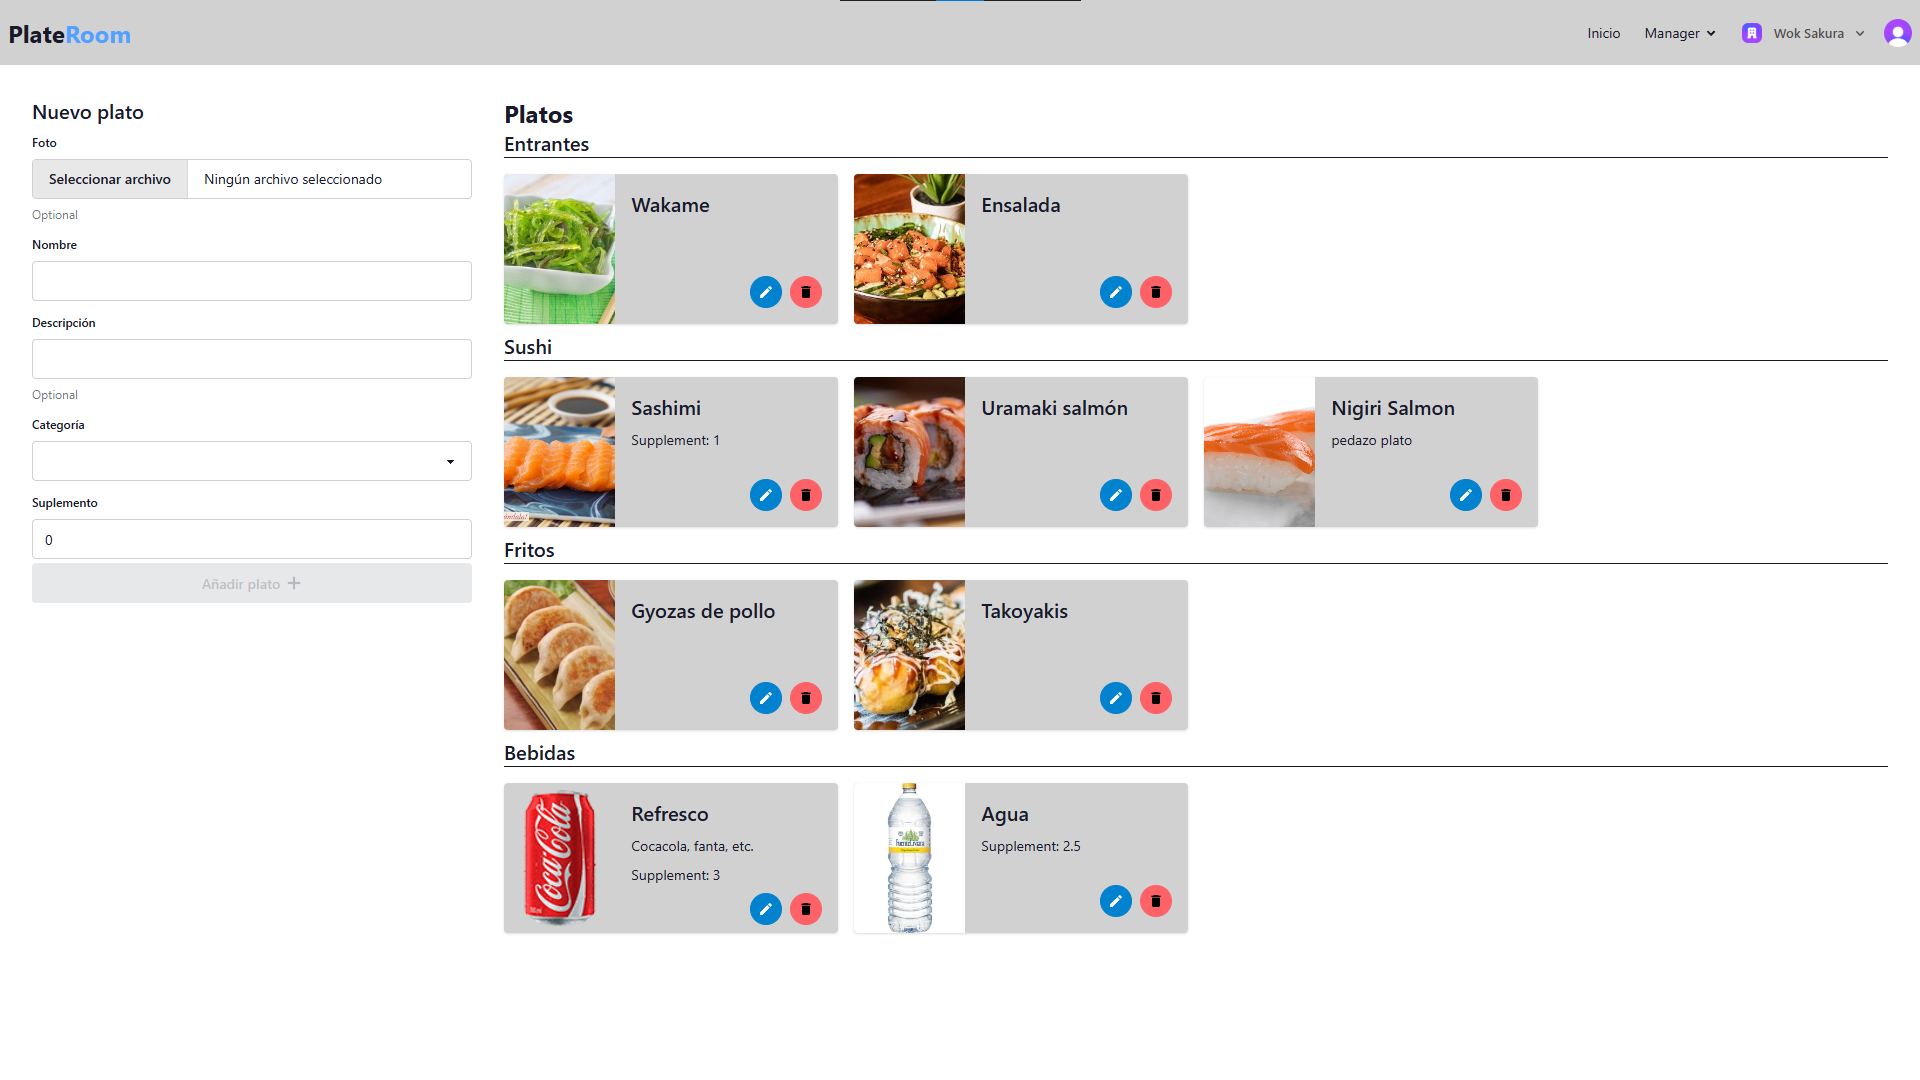 PlateRoom
Inicio
Manager
Wok Sakura
Nuevo plato
Foto
Seleccionar archivo
Ningún archivo seleccionado
Optional
Nombre
Descripción
Optional
Categoría
Suplemento
0
Añadir plato +
Platos
Entrantes
Wakame
Ensalada
Sushi
Sashimi
Supplement: 1
Uramaki salmón
Nigiri Salmon
pedazo plato
Fritos
Gyozas de pollo
Takoyakis
Bebidas
Coca-Cola
Refresco
Cocacola, fanta, etc.
Supplement: 3
Agua
Supplement: 2.5